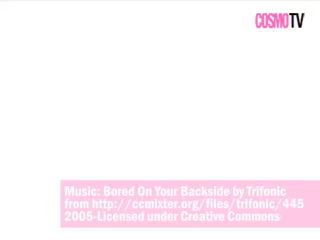 COSMOTV
Music: Bored On Your Backside by Trifonic
from http://ccmixter.org/files/trifonic/445
2005-Licensed under Creative Commons